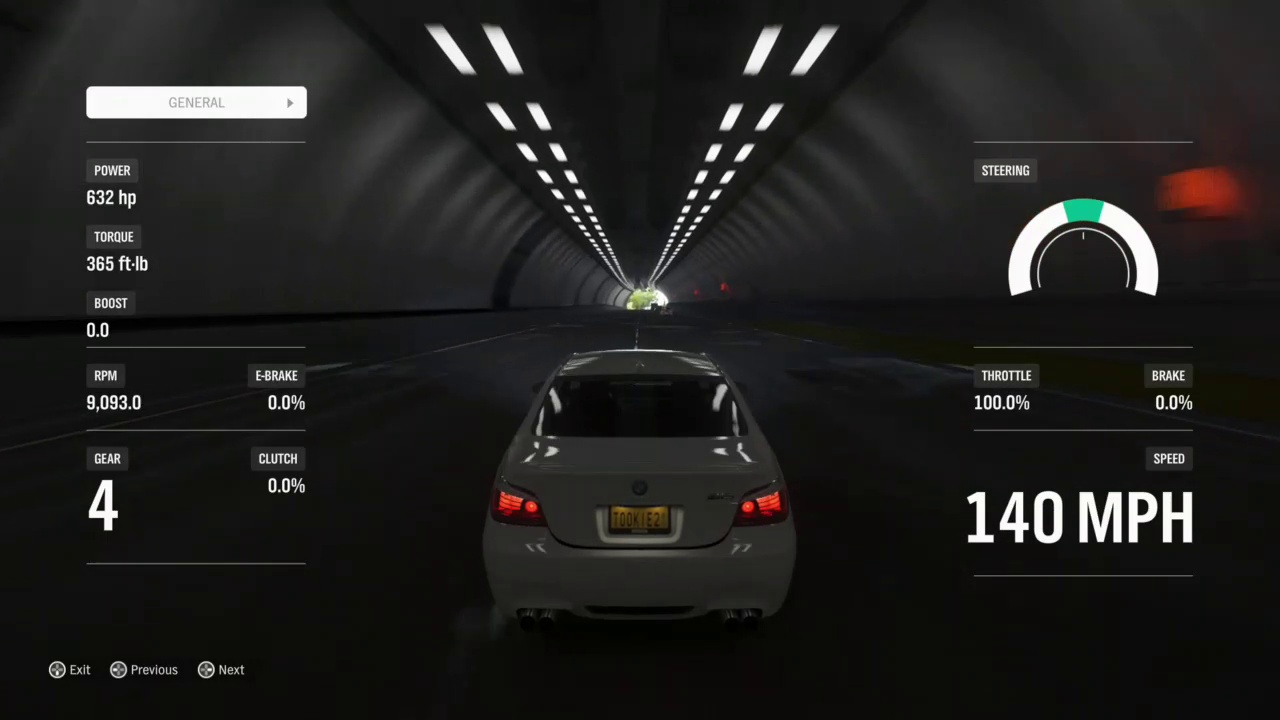 GENERAL
POWER
632 hp
TORQUE
365 ft·lb
BOOST
0.0
RPM
E-BRAKE
9,093.0
0.0%
GEAR
CLUTCH
4
0.0%
STEERING
THROTTLE
BRAKE
100.0%
0.0%
SPEED
140 MPH
TOOKIE2
Exit
Previous
Next